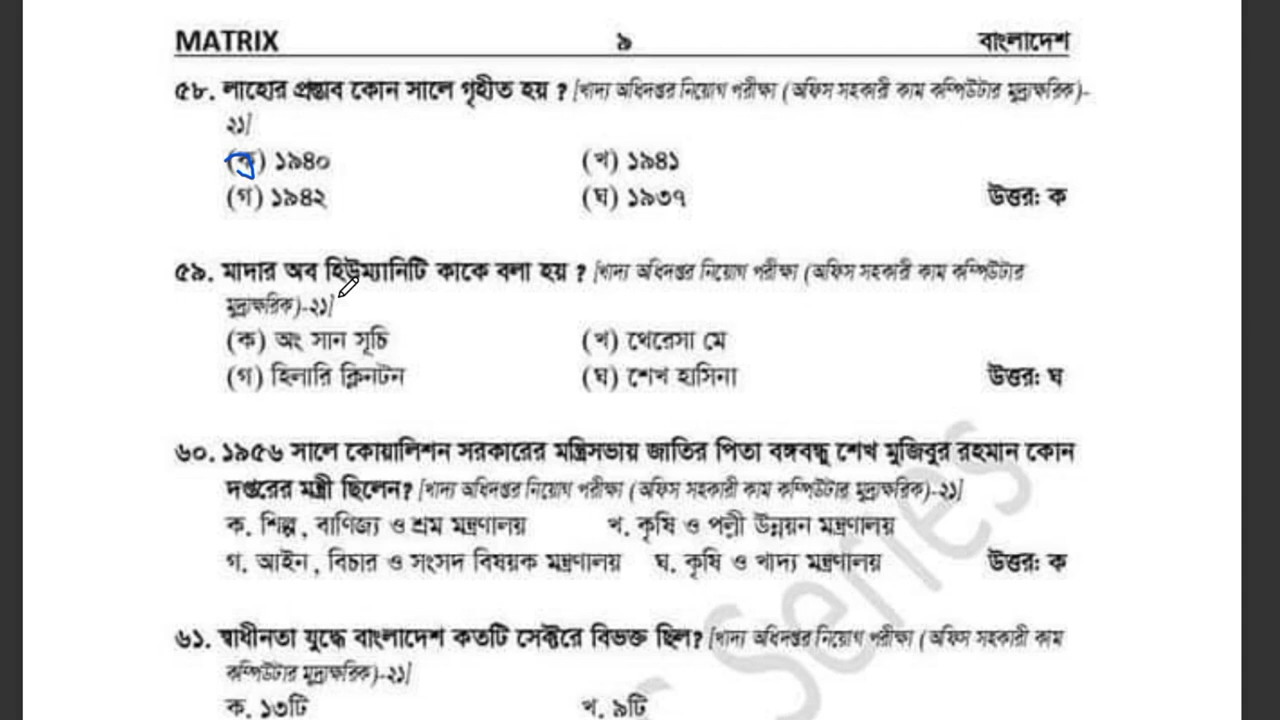 MATRIX ৯ বাংলাদেশ
৫৮. লাহোর প্রস্তাব কোন সালে গৃহীত হয় ? [খাদ্য অধিদপ্তর নিয়োগ পরীক্ষা (অফিস সহকারী কাম কম্পিউটার মুদ্রাক্ষরিক)-
২১]
(ক) ১৯৪০ (খ) ১৯৪১
(গ) ১৯৪২ (ঘ) ১৯৩৭ উত্তরঃ ক
৫৯. মাদার অব হিউম্যানিটি কাকে বলা হয় ? [খাদ্য অধিদপ্তর নিয়োগ পরীক্ষা (অফিস সহকারী কাম কম্পিউটার
মুদ্রাক্ষরিক)-২১]
(ক) অং সান সূচি (খ) থেরেসা মে
(গ) হিলারি ক্লিনটন (ঘ) শেখ হাসিনা উত্তরঃ ঘ
৬০. ১৯৫৬ সালে কোয়ালিশন সরকারের মন্ত্রিসভায় জাতির পিতা বঙ্গবন্ধু শেখ মুজিবুর রহমান কোন
দপ্তরের মন্ত্রী ছিলেন? [খাদ্য অধিদপ্তর নিয়োগ পরীক্ষা (অফিস সহকারী কাম কম্পিউটার মুদ্রাক্ষরিক)-২১]
ক. শিল্প, বাণিজ্য ও শ্রম মন্ত্রণালয় খ. কৃষি ও পল্লী উন্নয়ন মন্ত্রণালয়
গ. আইন, বিচার ও সংসদ বিষয়ক মন্ত্রণালয় ঘ. কৃষি ও খাদ্য মন্ত্রণালয় উত্তরঃ ক
৬১. স্বাধীনতা যুদ্ধে বাংলাদেশ কতটি সেক্টরে বিভক্ত ছিল? [খাদ্য অধিদপ্তর নিয়োগ পরীক্ষা (অফিস সহকারী কাম
কম্পিউটার মুদ্রাক্ষরিক)-২১]
ক. ১৩টি খ. ৯টি
Series